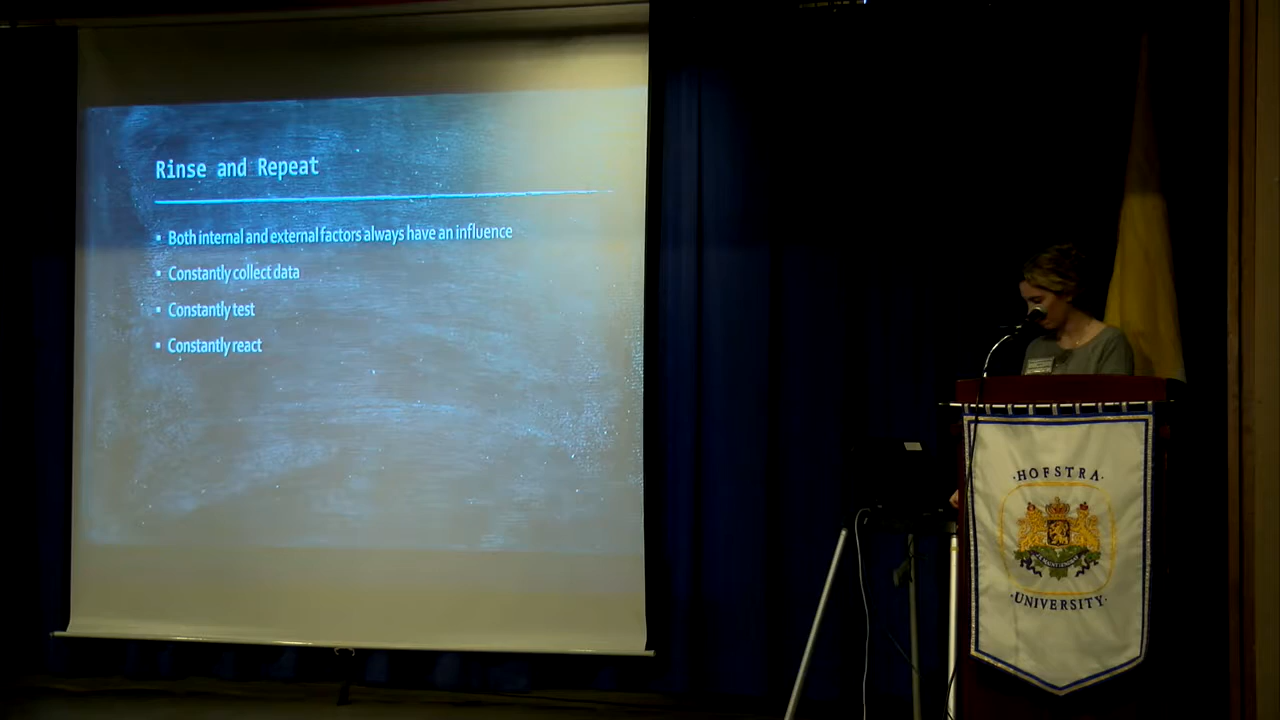 Rinse and Repeat
▪ Both internal and external factors always have an influence
▪ Constantly collect data
▪ Constantly test
▪ Constantly react
·HOFSTRA·
·UNIVERSITY·